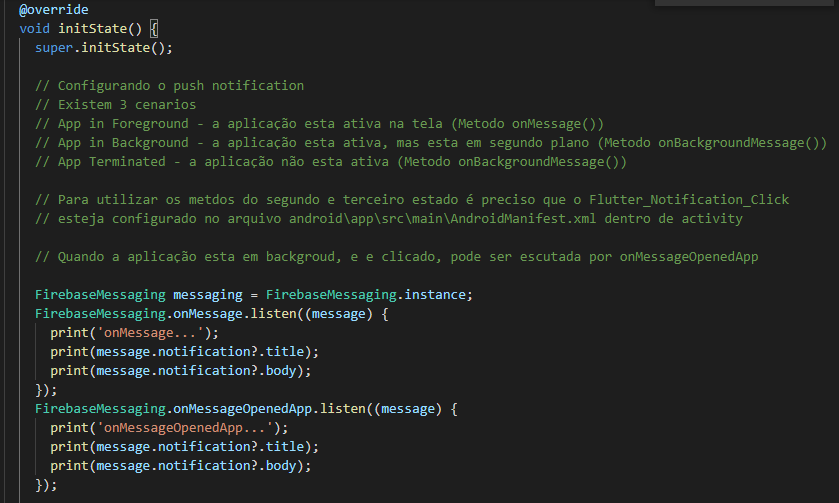 @override
void initState() {
super.initState();
// Configurando o push notification
// Existem 3 cenarios
// App in Foreground - a aplicação esta ativa na tela (Metodo onMessage())
// App in Background - a aplicação esta ativa, mas esta em segundo plano (Metodo onBackgroundMessage())
// App Terminated - a aplicação não esta ativa (Metodo onBackgroundMessage())
// Para utilizar os metdos do segundo e terceiro estado é preciso que o Flutter_Notification_Click
// esteja configurado no arquivo android\app\src\main\AndroidManifest.xml dentro de activity
// Quando a aplicação esta em backgroud, e e clicado, pode ser escutada por onMessageOpenedApp
FirebaseMessaging messaging = FirebaseMessaging.instance;
FirebaseMessaging.onMessage.listen((message) {
print('onMessage...');
print(message.notification?.title);
print(message.notification?.body);
});
FirebaseMessaging.onMessageOpenedApp.listen((message) {
print('onMessageOpenedApp...');
print(message.notification?.title);
print(message.notification?.body);
});